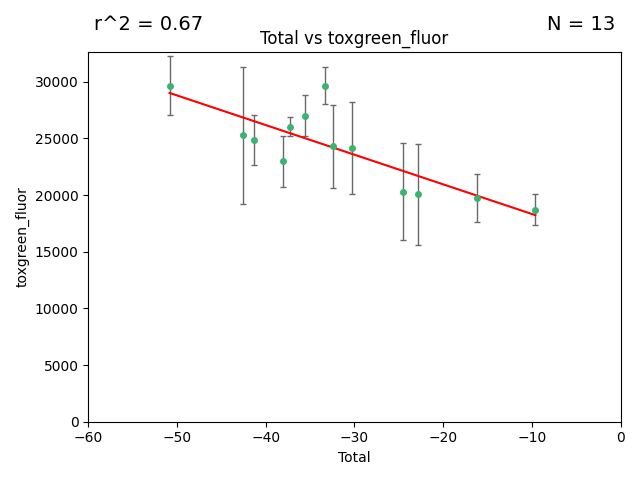 r^2 = 0.67
N = 13
Total vs toxgreen_fluor
toxgreen_fluor
30000
25000
20000
15000
10000
5000
0
−60
−50
−40
−30
−20
−10
0
Total